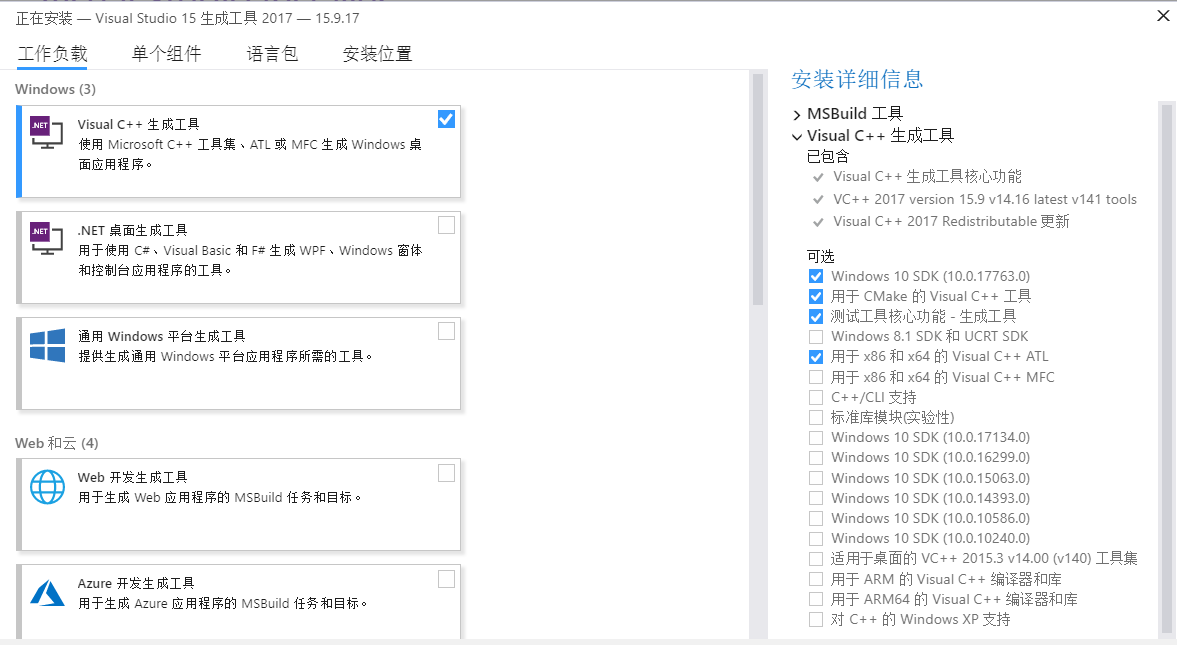 正在安装 — Visual Studio 15 生成工具 2017 — 15.9.17
工作负载 单个组件 语言包 安装位置
Windows (3)
.NET
Visual C++ 生成工具
使用 Microsoft C++ 工具集、ATL 或 MFC 生成 Windows 桌
面应用程序。
.NET
.NET 桌面生成工具
用于使用 C#、Visual Basic 和 F# 生成 WPF、Windows 窗体
和控制台应用程序的工具。
通用 Windows 平台生成工具
提供生成通用 Windows 平台应用程序所需的工具。
Web 和云 (4)
Web 开发生成工具
用于生成 Web 应用程序的 MSBuild 任务和目标。
Azure 开发生成工具
用于生成 Azure 应用程序的 MSBuild 任务和目标。
安装详细信息
MSBuild 工具
Visual C++ 生成工具
已包含
Visual C++ 生成工具核心功能
VC++ 2017 version 15.9 v14.16 latest v141 tools
Visual C++ 2017 Redistributable 更新
可选
Windows 10 SDK (10.0.17763.0)
用于 CMake 的 Visual C++ 工具
测试工具核心功能 - 生成工具
Windows 8.1 SDK 和 UCRT SDK
用于 x86 和 x64 的 Visual C++ ATL
用于 x86 和 x64 的 Visual C++ MFC
C++/CLI 支持
标准库模块(实验性)
Windows 10 SDK (10.0.17134.0)
Windows 10 SDK (10.0.16299.0)
Windows 10 SDK (10.0.15063.0)
Windows 10 SDK (10.0.14393.0)
Windows 10 SDK (10.0.10586.0)
Windows 10 SDK (10.0.10240.0)
适用于桌面的 VC++ 2015.3 v14.00 (v140) 工具集
用于 ARM 的 Visual C++ 编译器和库
用于 ARM64 的 Visual C++ 编译器和库
对 C++ 的 Windows XP 支持